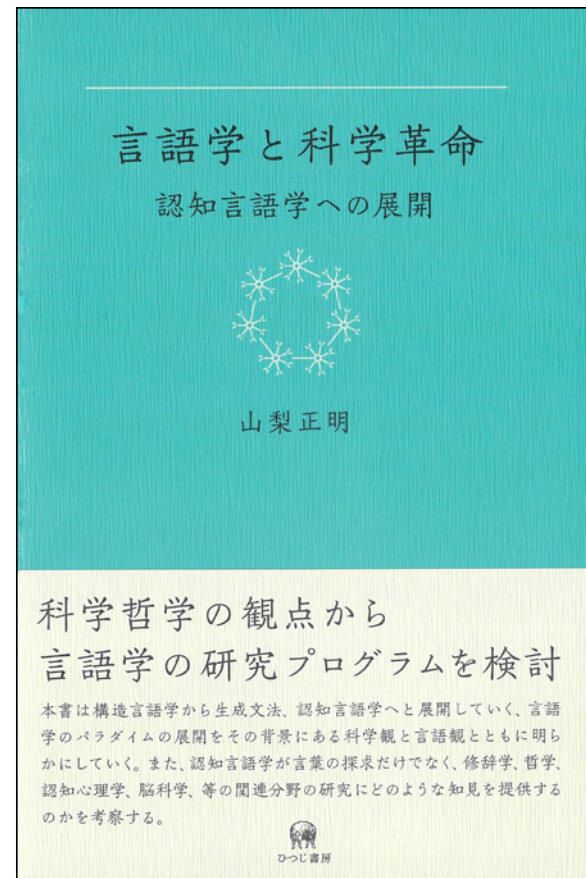 言語学と科学革命
認知言語学への展開
山梨正明
科学哲学の観点から
言語学の研究プログラムを検討
本書は構造言語学から生成文法、認知言語学へと展開していく、言語
学のパラダイムの展開をその背景にある科学観と言語観とともに明ら
かにしていく。また、認知言語学が言葉の探求だけでなく、修辞学、哲学、
認知心理学、脳科学、等の関連分野の研究にどのような知見を提供する
のかを考察する。
ひつじ書房